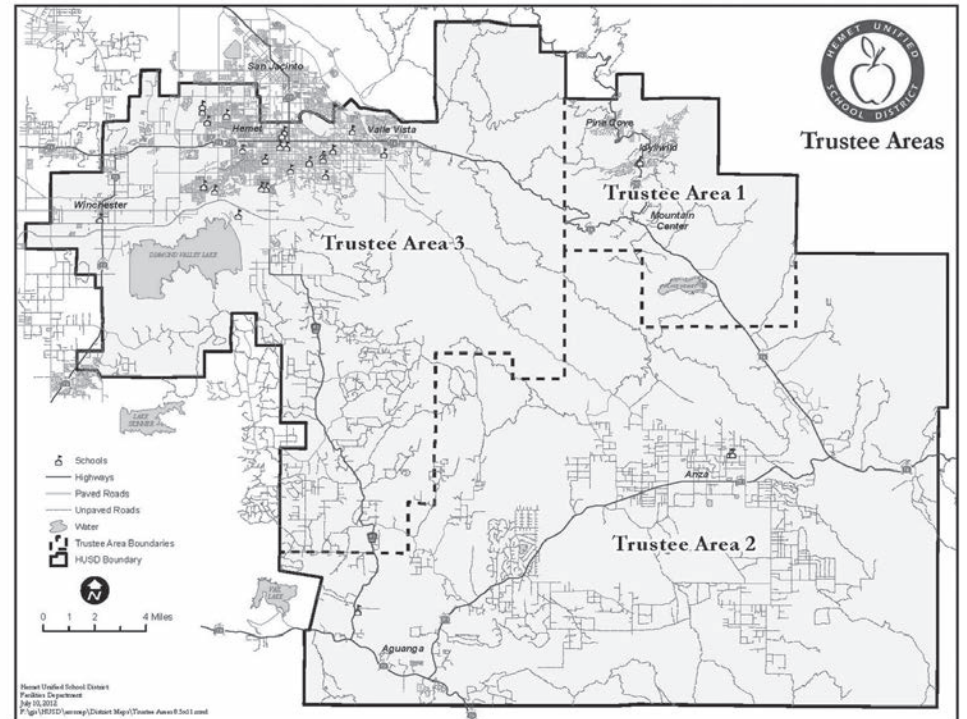 HEMET UNIFIED
SCHOOL DISTRICT
Trustee Areas
San Jacinto
Hemet
Valle Vista
Pine Cove
Idyllwild
Trustee Area 1
Winchester
Mountain
Center
Trustee Area 3
DIAMOND VALLEY LAKE
LAKE
SKINNER
Schools
Highways
Paved Roads
Unpaved Roads
Water
Trustee Area Boundaries
HUSD Boundary
N
0 1 2 4 Miles
Anza
Trustee Area 2
VAIL
LAKE
Aguanga
Hemet Unified School District
Facilities Department
July 10, 2012